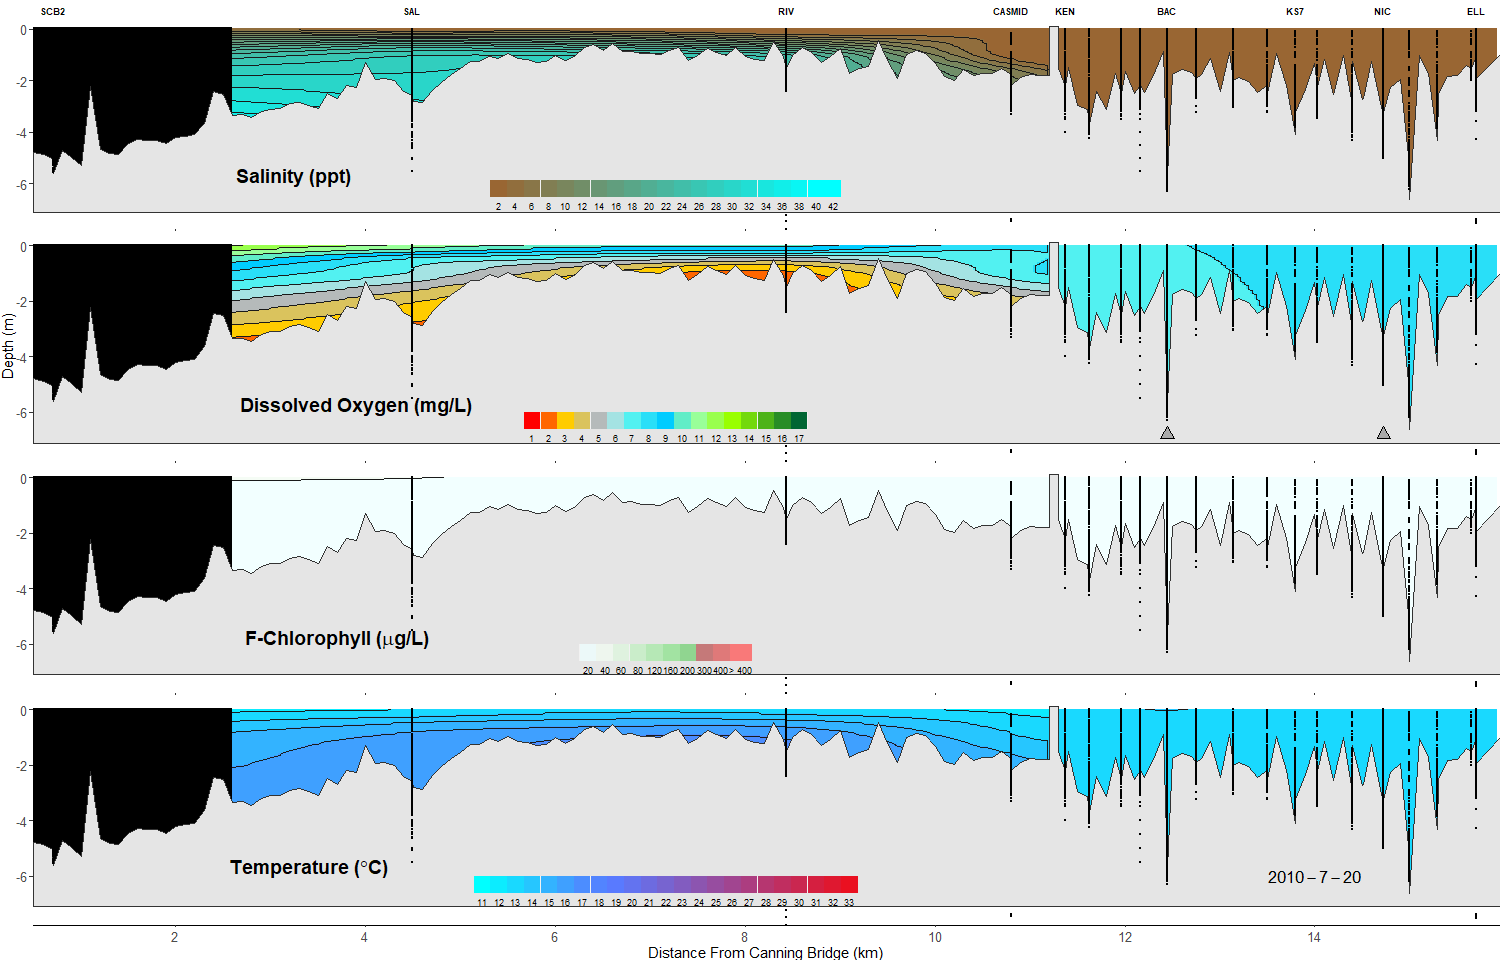 SCB2 SAL RIV CASMID KEN BAC KS7 NIC ELL
0
-2
-4
-6
Salinity (ppt)
2 4 6 8 10 12 14 16 18 20 22 24 26 28 30 32 34 36 38 40 42
0
-2
-4
-6
Depth (m)
Dissolved Oxygen (mg/L)
1 2 3 4 5 6 7 8 9 10 11 12 13 14 15 16 17
0
-2
-4
-6
F-Chlorophyll (µg/L)
20 40 60 80 120 160 200 300 400 > 400
0
-2
-4
-6
Temperature (°C)
2010 – 7 – 20
11 12 13 14 15 16 17 18 19 20 21 22 23 24 25 26 27 28 29 30 31 32 33
2 4 6 8 10 12 14
Distance From Canning Bridge (km)